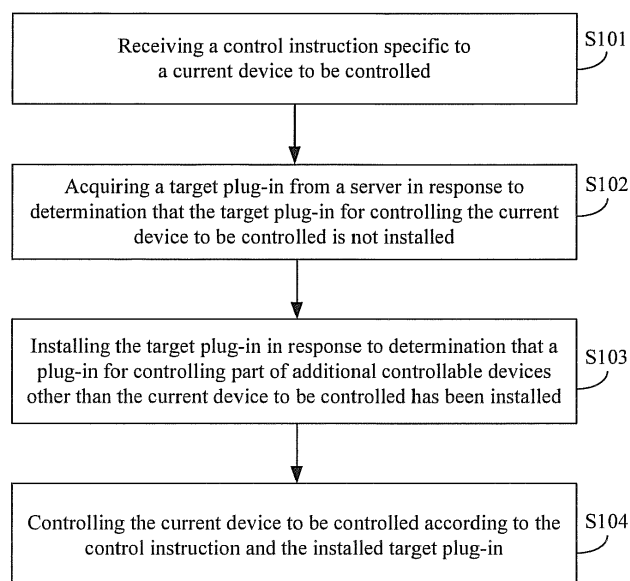 Receiving a control instruction specific to
a current device to be controlled
S101
Acquiring a target plug-in from a server in response to
determination that the target plug-in for controlling the current
device to be controlled is not installed
S102
Installing the target plug-in in response to determination that a
plug-in for controlling part of additional controllable devices
other than the current device to be controlled has been installed
S103
Controlling the current device to be controlled according to the
control instruction and the installed target plug-in
S104